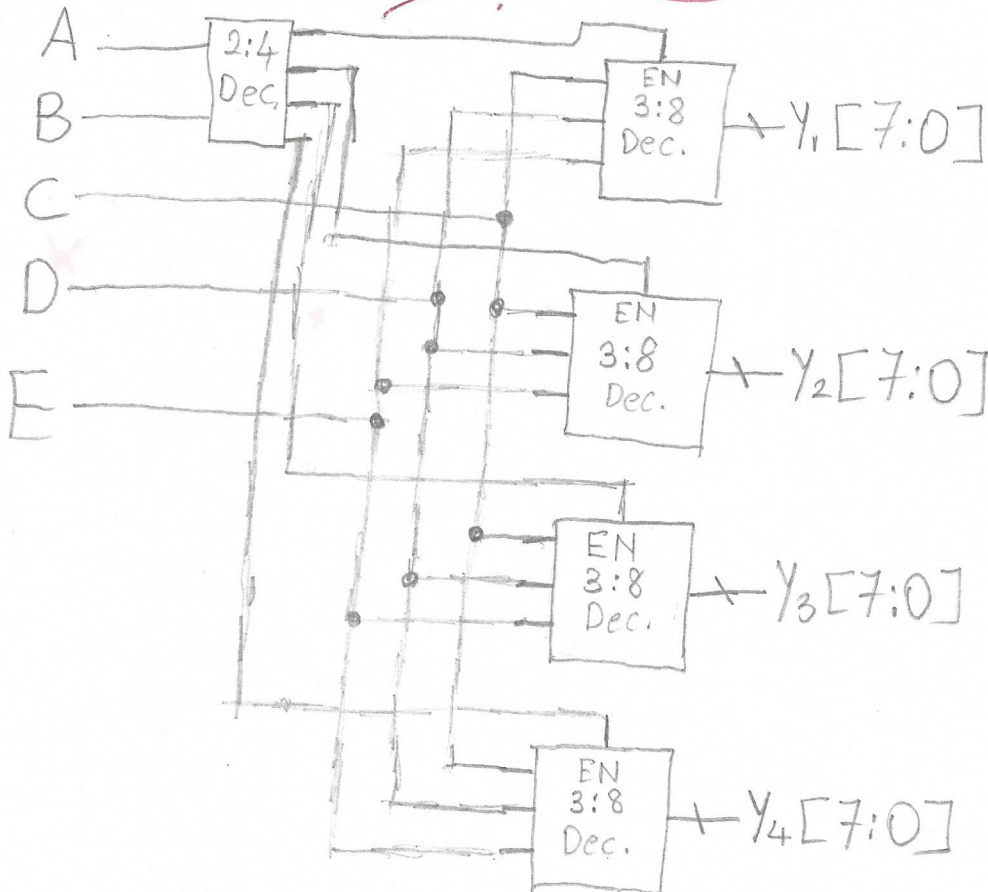 A
B
C
D
E
2:4
Dec.
EN
3:8
Dec.
Y₁[7:0]
EN
3:8
Dec.
Y₂[7:0]
EN
3:8
Dec.
Y₃[7:0]
EN
3:8
Dec.
Y₄[7:0]